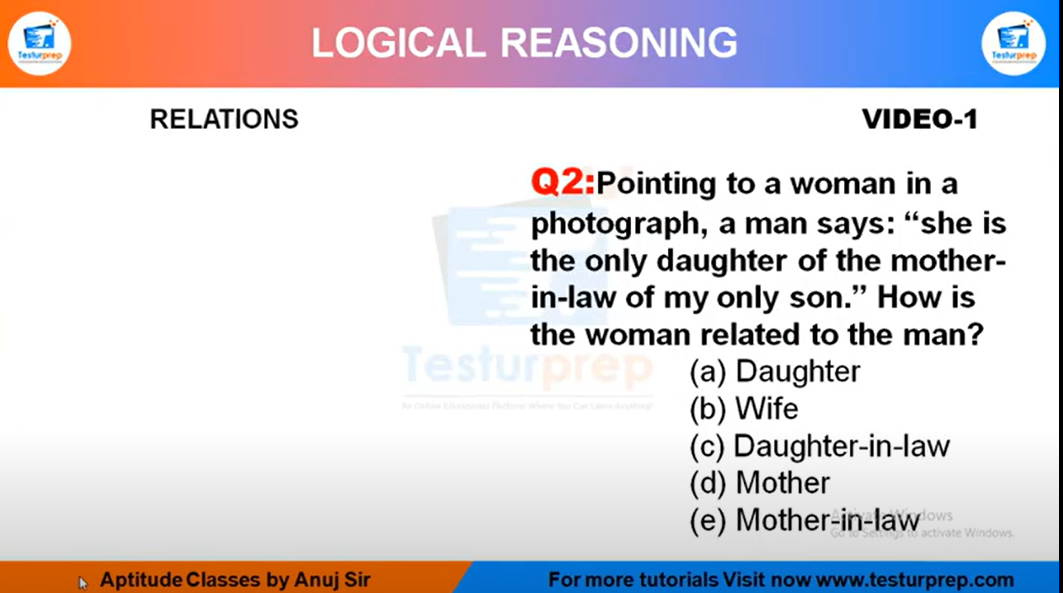 Testurprep
LOGICAL REASONING
Testurprep
RELATIONS
VIDEO-1
Q2:Pointing to a woman in a
photograph, a man says: “she is
the only daughter of the mother-
in-law of my only son.” How is
the woman related to the man?
(a) Daughter
(b) Wife
(c) Daughter-in-law
(d) Mother
(e) Mother-in-law
Testurprep
An Online Educational Platform Where You Can Learn Anything!
Activate Windows
Go to Settings to activate Windows.
Aptitude Classes by Anuj Sir
For more tutorials Visit now www.testurprep.com